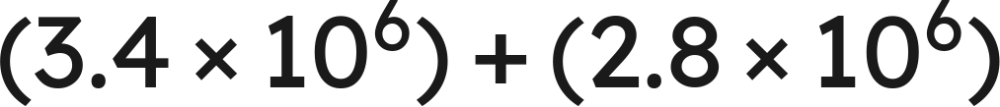 (3.4 × 10⁶) + (2.8 × 10⁶)